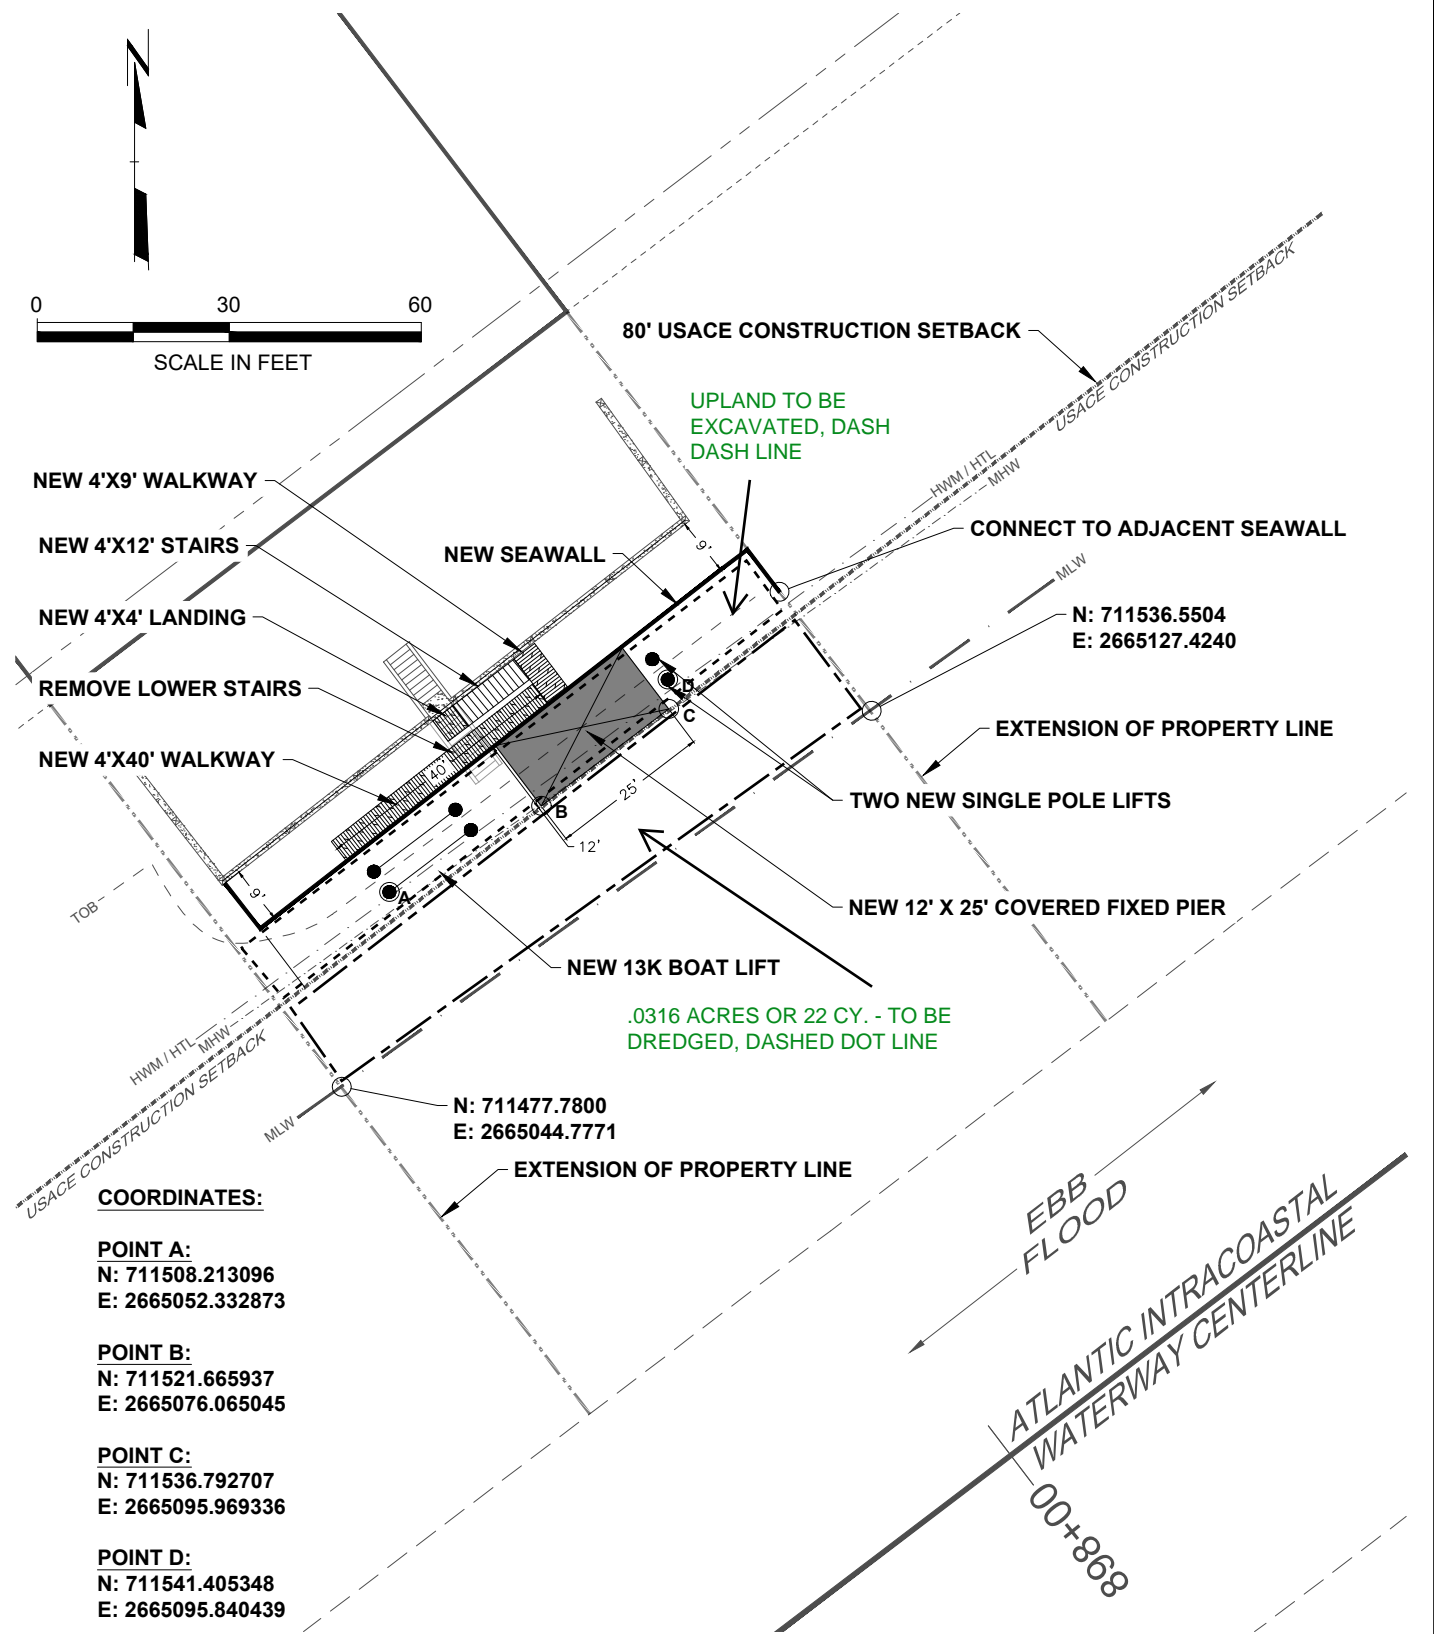 N
0 30 60
SCALE IN FEET
80' USACE CONSTRUCTION SETBACK
USACE CONSTRUCTION SETBACK
UPLAND TO BE
EXCAVATED, DASH
DASH LINE
HWM / HTL
MHW
NEW 4'X9' WALKWAY
NEW 4'X12' STAIRS
NEW SEAWALL
9'
CONNECT TO ADJACENT SEAWALL
MLW
NEW 4'X4' LANDING
N: 711536.5504
E: 2665127.4240
REMOVE LOWER STAIRS
D
C
EXTENSION OF PROPERTY LINE
NEW 4'X40' WALKWAY
40'
25'
B
TWO NEW SINGLE POLE LIFTS
12'
9'
A
TOB
NEW 12' X 25' COVERED FIXED PIER
NEW 13K BOAT LIFT
.0316 ACRES OR 22 CY. - TO BE
DREDGED, DASHED DOT LINE
HWM / HTL
MHW
USACE CONSTRUCTION SETBACK
MLW
N: 711477.7800
E: 2665044.7771
EXTENSION OF PROPERTY LINE
EBB
FLOOD
ATLANTIC INTRACOASTAL
WATERWAY CENTERLINE
898+00
COORDINATES:
POINT A:
N: 711508.213096
E: 2665052.332873
POINT B:
N: 711521.665937
E: 2665076.065045
POINT C:
N: 711536.792707
E: 2665095.969336
POINT D:
N: 711541.405348
E: 2665095.840439